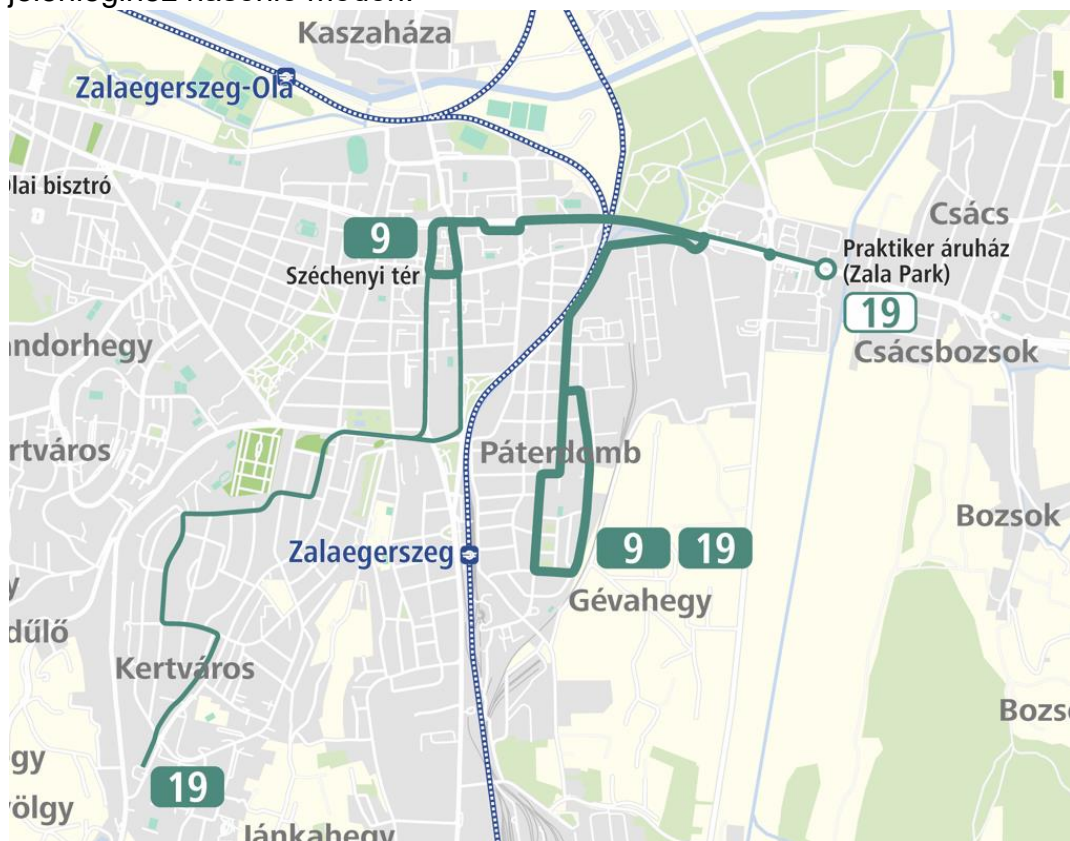 Kaszaháza
Zalaegerszeg-Ola
lai bisztró
9
Széchenyi tér
Csács
Praktiker áruház
(Zala Park)
19
Csácsbozsok
ndorhegy
rtváros
Páterdomb
Bozsok
Zalaegerszeg
9 19
Gévahegy
y
dűlő
Kertváros
Bozs
gy
19
ölgy
Jánkahegy